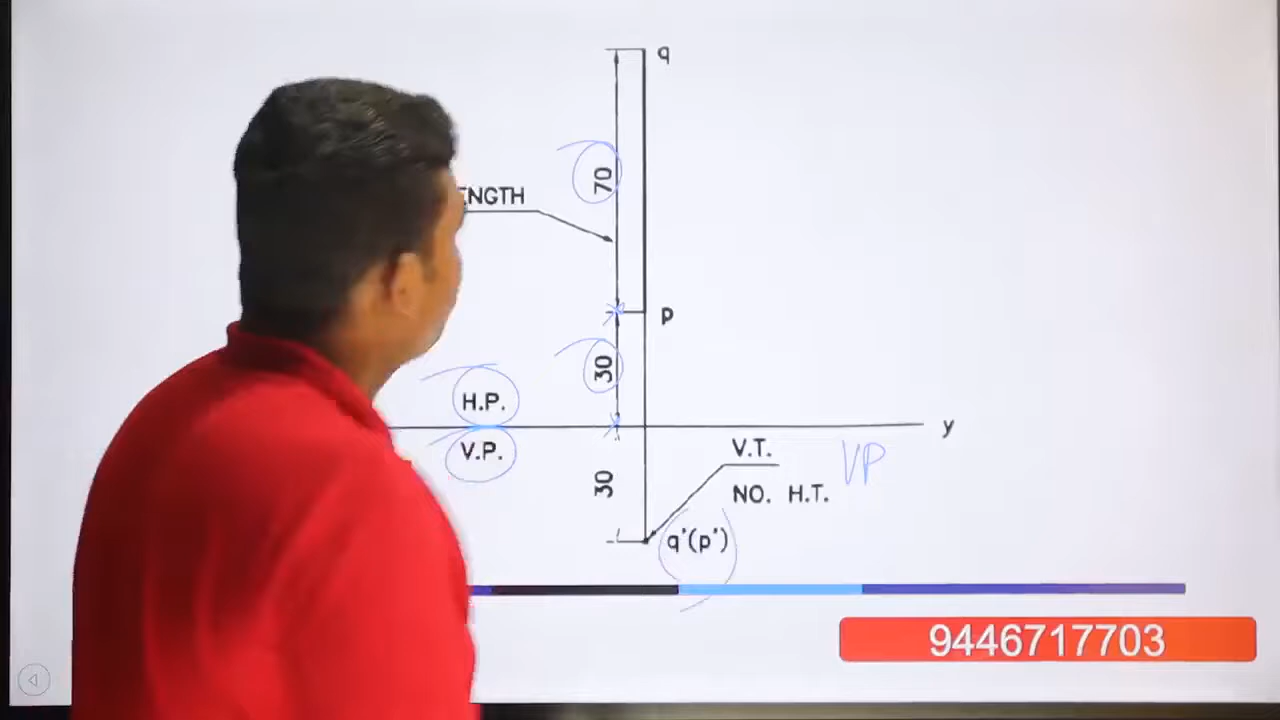 q
70
ENGTH
p
30
H.P.
V.P.
y
V.T.
VP
30
NO. H.T.
q'(p')
9446717703